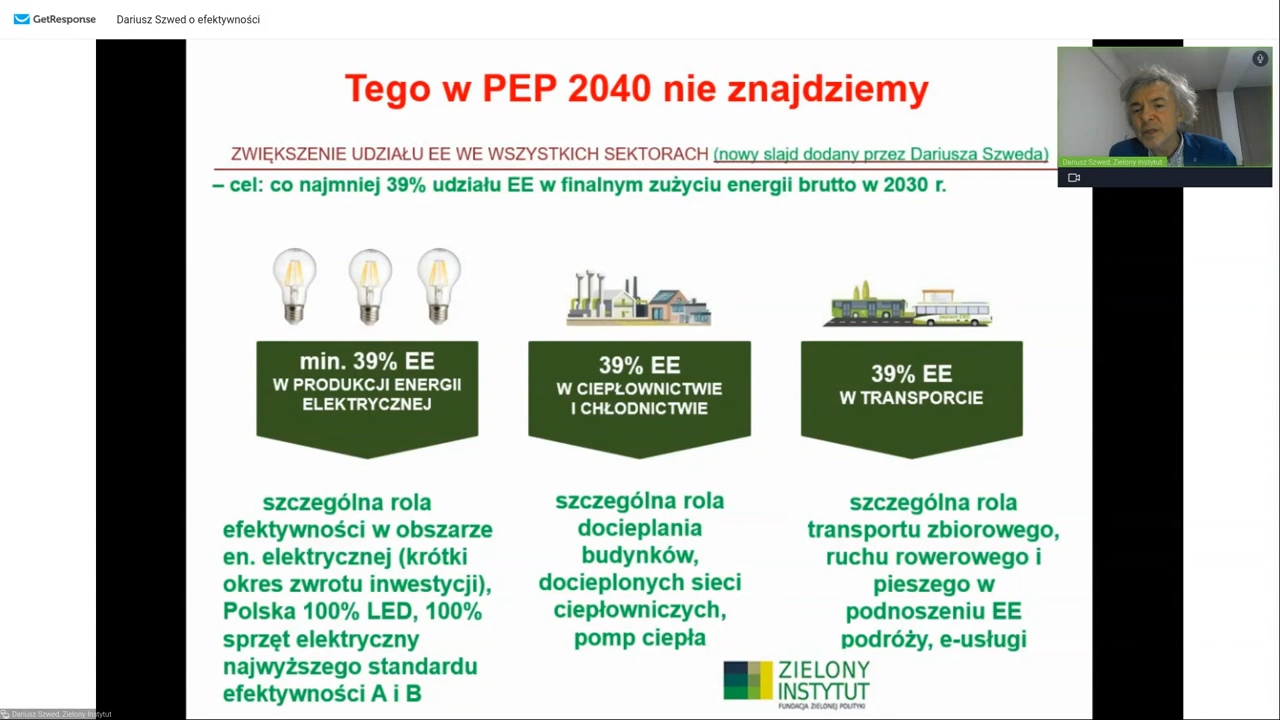 GetResponse
Dariusz Szwed o efektywności
Tego w PEP 2040 nie znajdziemy
ZWIĘKSZENIE UDZIAŁU EE WE WSZYSTKICH SEKTORACH (nowy slajd dodany przez Dariusza Szweda)
– cel: co najmniej 39% udziału EE w finalnym zużyciu energii brutto w 2030 r.
Dariusz Szwed, Zielony Instytut
min. 39% EE
W PRODUKCJI ENERGII
ELEKTRYCZNEJ
39% EE
W CIEPŁOWNICTWIE
I CHŁODNICTWIE
39% EE
W TRANSPORCIE
szczególna rola
efektywności w obszarze
en. elektrycznej (krótki
okres zwrotu inwestycji),
Polska 100% LED, 100%
sprzęt elektryczny
najwyższego standardu
efektywności A i B
szczególna rola
docieplania
budynków,
docieplonych sieci
ciepłowniczych,
pomp ciepła
szczególna rola
transportu zbiorowego,
ruchu rowerowego i
pieszego w
podnoszeniu EE
podróży, e-usługi
ZIELONY
INSTYTUT
FUNDACJA ZIELONEJ POLITYKI
Dariusz Szwed, Zielony Instytut